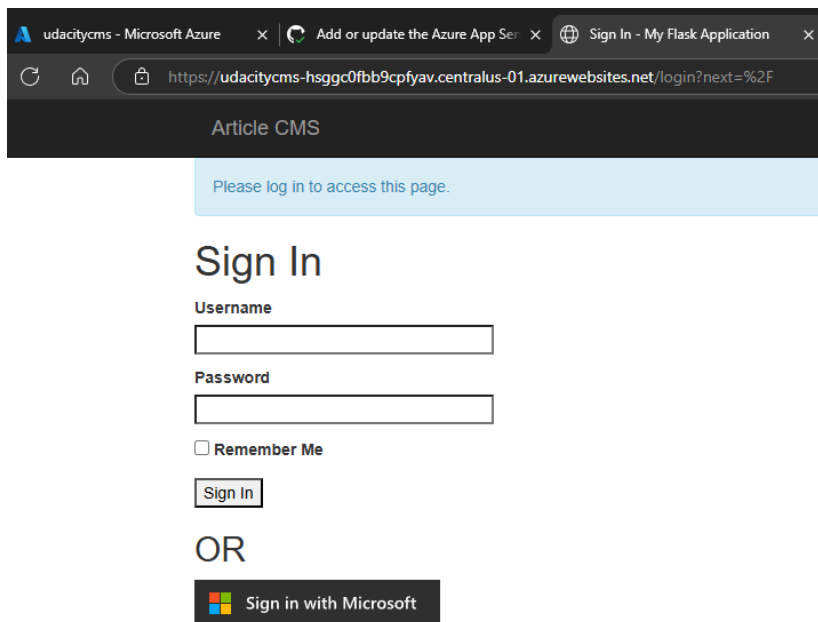 udacitycms - Microsoft Azure
Add or update the Azure App Ser
Sign In - My Flask Application
https://udacitycms-hsggc0fbb9cpfyav.centralus-01.azurewebsites.net/login?next=%2F
Article CMS
Please log in to access this page.
Sign In
Username
Password
Remember Me
Sign In
OR
Sign in with Microsoft